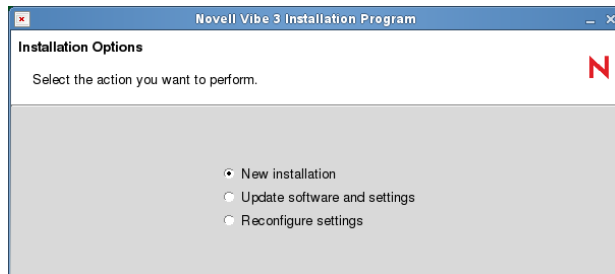 Novell Vibe 3 Installation Program
Installation Options
Select the action you want to perform.
N
New installation
Update software and settings
Reconfigure settings